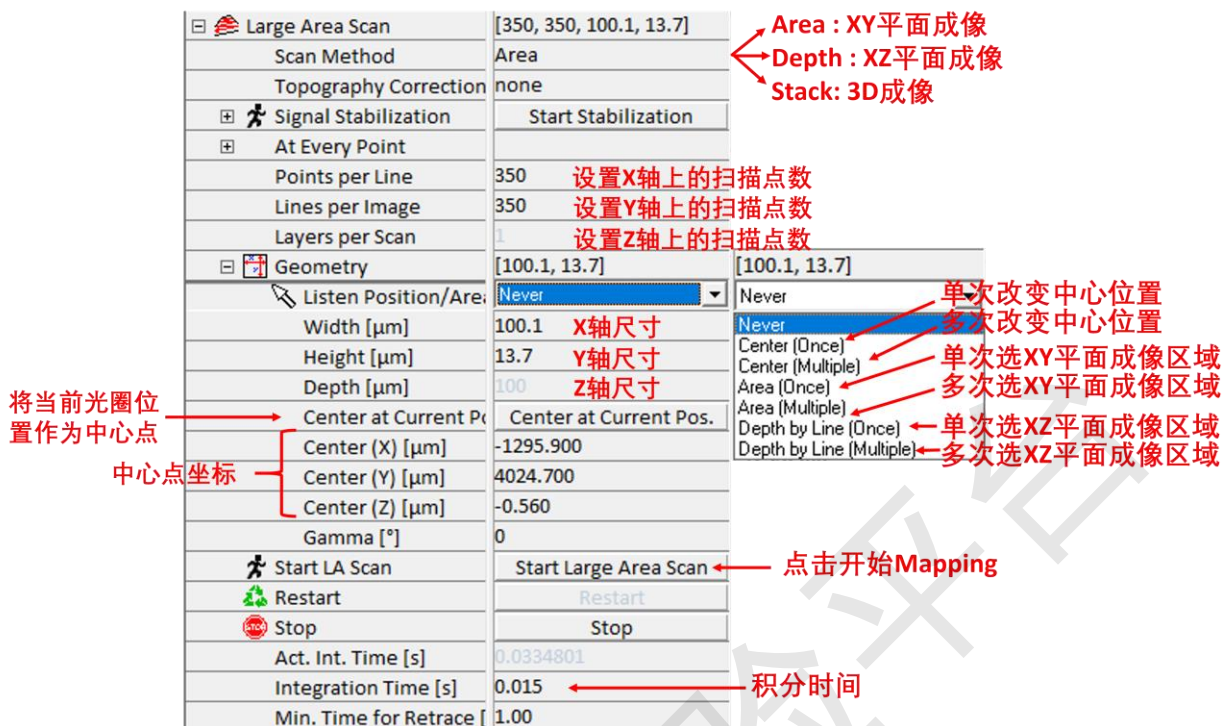 Large Area Scan [350, 350, 100.1, 13.7]
Area : XY平面成像
Scan Method Area
Depth : XZ平面成像
Topography Correction none
Stack: 3D成像
Signal Stabilization Start Stabilization
At Every Point
Points per Line 350 设置X轴上的扫描点数
Lines per Image 350 设置Y轴上的扫描点数
Layers per Scan 1 设置Z轴上的扫描点数
Geometry [100.1, 13.7] [100.1, 13.7]
Listen Position/Area Never Never 单次改变中心位置
Width [µm] 100.1 X轴尺寸 Never 多次改变中心位置
Center (Once)
Height [µm] 13.7 Y轴尺寸 Center (Multiple) 单次选XY平面成像区域
Depth [µm] 100 Z轴尺寸 Area (Once) 多次选XY平面成像区域
将当前光圈位
置作为中心点
Center at Current Po Center at Current Pos. Area (Multiple)
Depth by Line (Once) 单次选XZ平面成像区域
Center (X) [µm] -1295.900 Depth by Line (Multiple) 多次选XZ平面成像区域
中心点坐标 Center (Y) [µm] 4024.700
Center (Z) [µm] -0.560
Gamma [°] 0
Start LA Scan Start Large Area Scan 点击开始Mapping
Restart Restart
STOP Stop Stop
Act. Int. Time [s] 0.0334801
Integration Time [s] 0.015 积分时间
Min. Time for Retrace [ 1.00
验平台